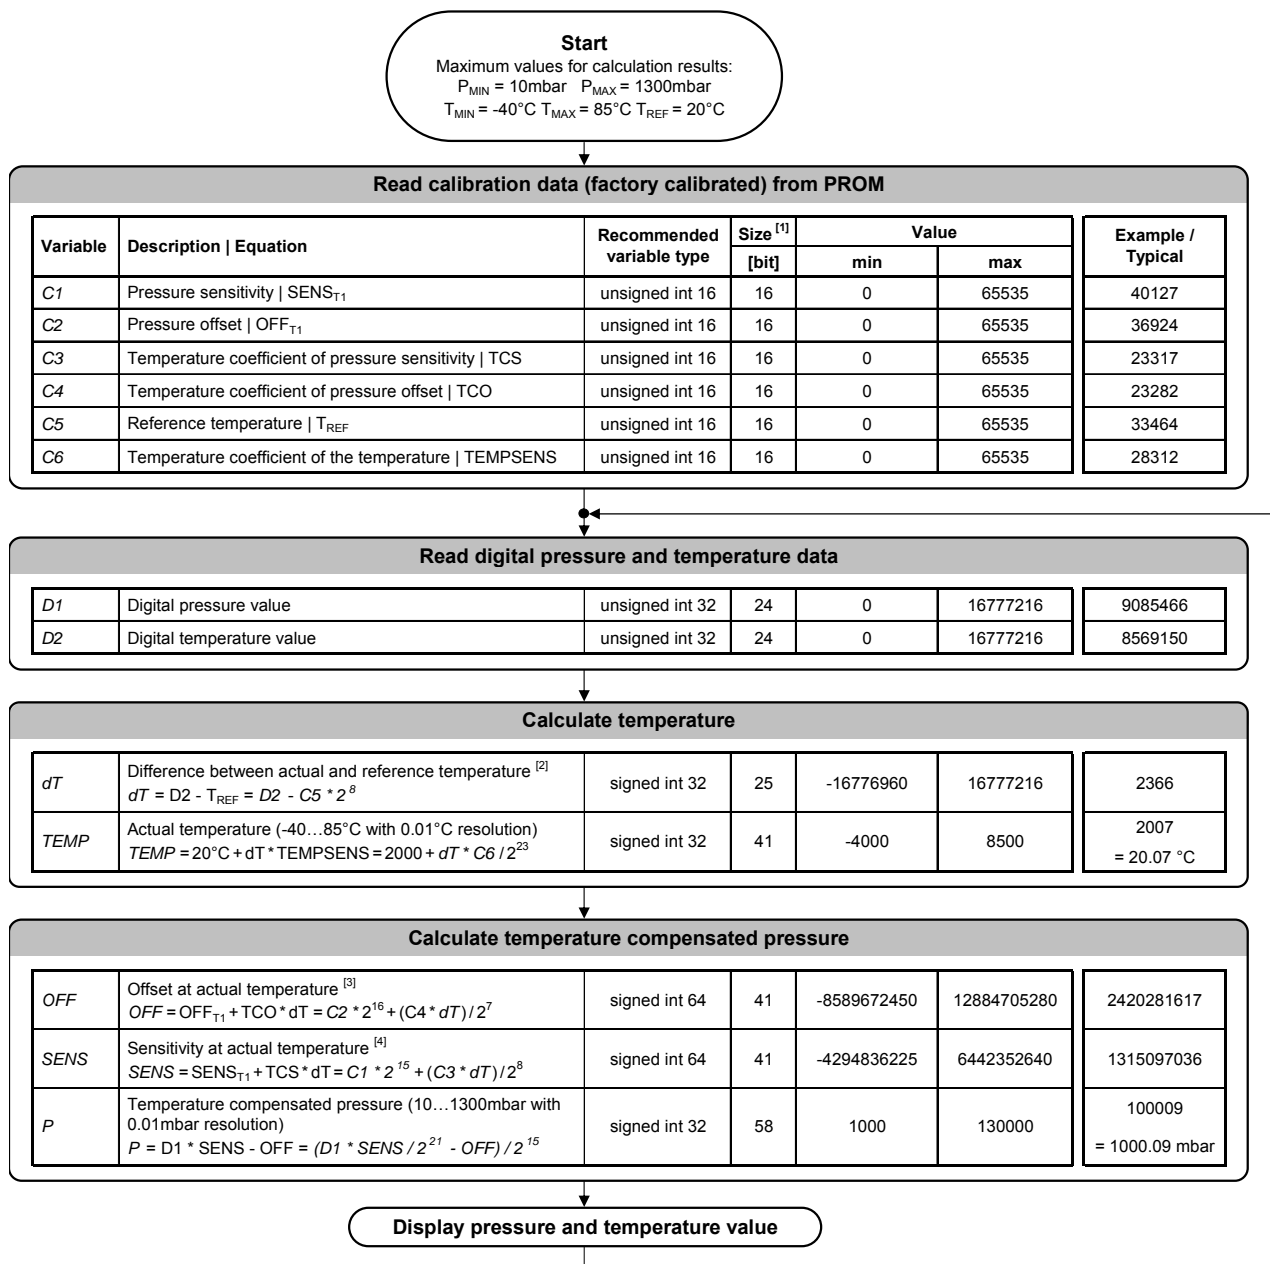 Start
Maximum values for calculation results:
P_MIN = 10mbar P_MAX = 1300mbar
T_MIN = -40°C T_MAX = 85°C T_REF = 20°C
Read calibration data (factory calibrated) from PROM
Variable | Description | Equation | Recommended variable type | Size [1] [bit] | Value min | max | Example / Typical
C1 Pressure sensitivity | SENS_T1 unsigned int 16 16 0 65535 40127
C2 Pressure offset | OFF_T1 unsigned int 16 16 0 65535 36924
C3 Temperature coefficient of pressure sensitivity | TCS unsigned int 16 16 0 65535 23317
C4 Temperature coefficient of pressure offset | TCO unsigned int 16 16 0 65535 23282
C5 Reference temperature | T_REF unsigned int 16 16 0 65535 33464
C6 Temperature coefficient of the temperature | TEMPSENS unsigned int 16 16 0 65535 28312
Read digital pressure and temperature data
D1 Digital pressure value unsigned int 32 24 0 16777216 9085466
D2 Digital temperature value unsigned int 32 24 0 16777216 8569150
Calculate temperature
dT Difference between actual and reference temperature [2] signed int 32 25 -16776960 16777216 2366
dT = D2 - T_REF = D2 - C5 * 2^8
TEMP Actual temperature (-40…85°C with 0.01°C resolution) signed int 32 41 -4000 8500 2007
TEMP = 20°C + dT * TEMPSENS = 2000 + dT * C6 / 2^23 = 20.07 °C
Calculate temperature compensated pressure
OFF Offset at actual temperature [3] signed int 64 41 -8589672450 12884705280 2420281617
OFF = OFF_T1 + TCO * dT = C2 * 2^16 + (C4 * dT) / 2^7
SENS Sensitivity at actual temperature [4] signed int 64 41 -4294836225 6442352640 1315097036
SENS = SENS_T1 + TCS * dT = C1 * 2^15 + (C3 * dT) / 2^8
P Temperature compensated pressure (10…1300mbar with signed int 32 58 1000 130000 100009
0.01mbar resolution)
P = D1 * SENS - OFF = (D1 * SENS / 2^21 - OFF) / 2^15 = 1000.09 mbar
Display pressure and temperature value